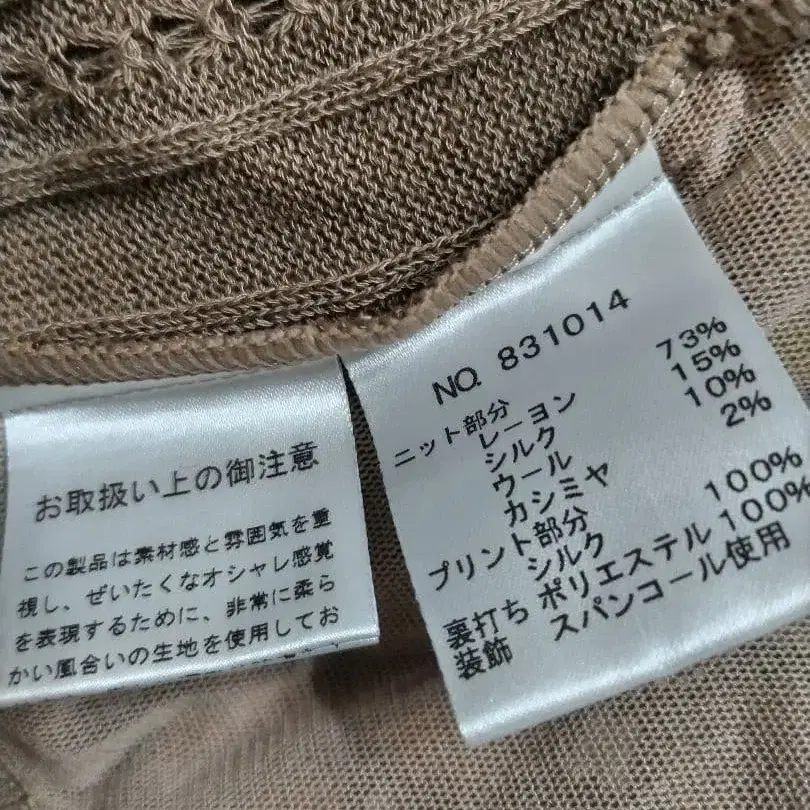 お取扱い上の御注意
この製品は素材感と雰囲気を重
視し、ぜいたくなオシャレ感覚
を表現するために、非常に柔ら
かい風合いの生地を使用してお
NO. 831014
ニット部分
レーヨン 73%
シルク 15%
ウール 10%
カシミヤ 2%
プリント部分
シルク 100%
裏打ち ポリエステル 100%
装飾 スパンコール使用